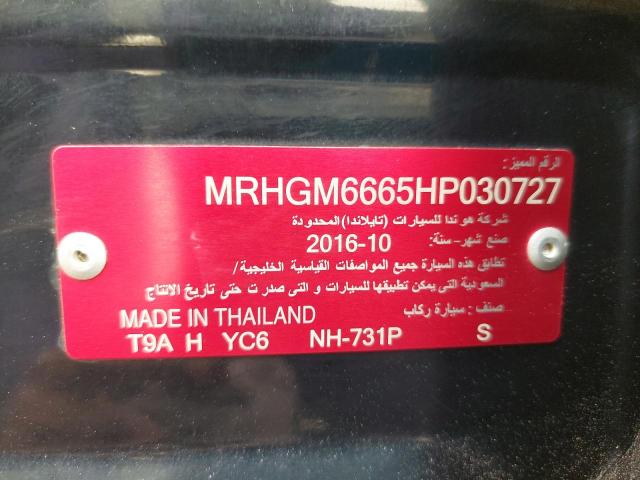 الرقم المميز:
MRHGM6665HP030727
شركة هوندا للسيارات (تايلاندا) المحدودة
صنع شهر- سنة: 2016-10
تطابق هذه السيارة جميع المواصفات القياسية الخليجية/
السعودية التى يمكن تطبيقها للسيارات و التى صدرت حتى تاريخ الانتاج
صنف : سيارة ركاب
MADE IN THAILAND
T9A H YC6 NH-731P S